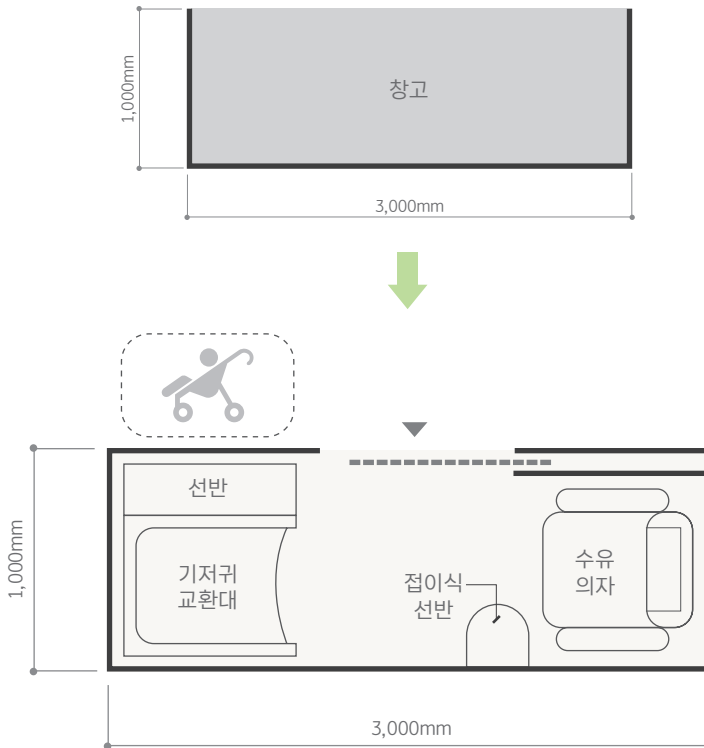 1,000mm
창고
3,000mm
1,000mm
선반
기저귀
교환대
접이식
선반
수유
의자
3,000mm